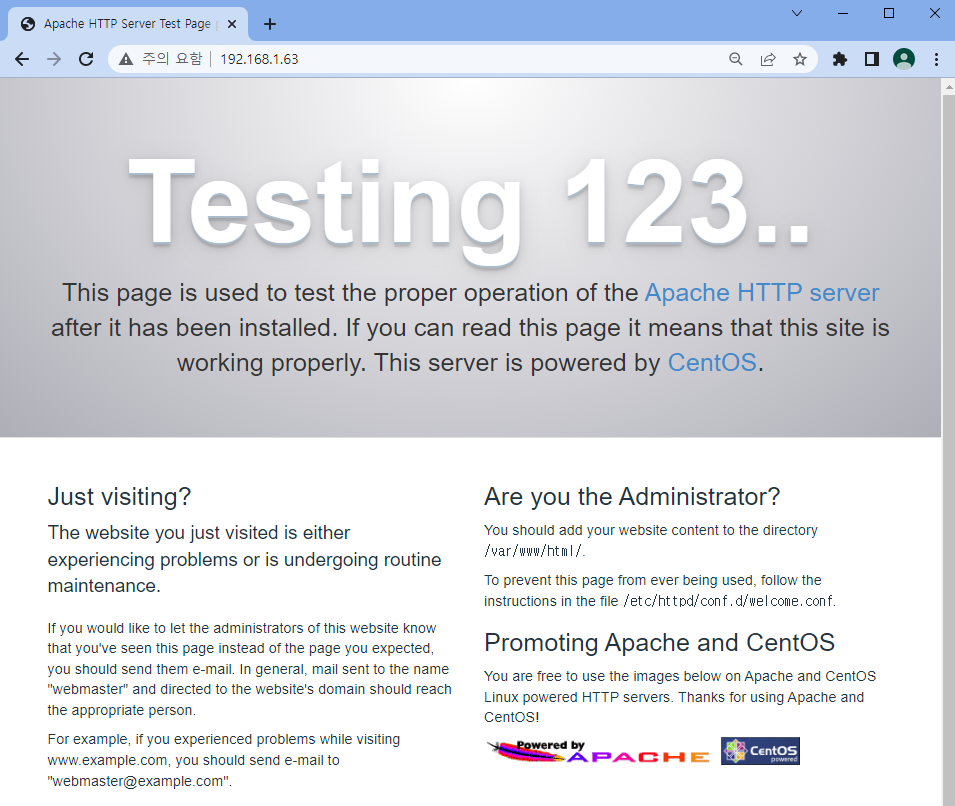 Apache HTTP Server Test Page p
주의 요함 192.168.1.63
Testing 123..
This page is used to test the proper operation of the Apache HTTP server
after it has been installed. If you can read this page it means that this site is
working properly. This server is powered by CentOS.
Just visiting?
The website you just visited is either
experiencing problems or is undergoing routine
maintenance.
If you would like to let the administrators of this website know
that you've seen this page instead of the page you expected,
you should send them e-mail. In general, mail sent to the name
"webmaster" and directed to the website's domain should reach
the appropriate person.
For example, if you experienced problems while visiting
www.example.com, you should send e-mail to
"webmaster@example.com".
Are you the Administrator?
You should add your website content to the directory
/var/www/html/.
To prevent this page from ever being used, follow the
instructions in the file /etc/httpd/conf.d/welcome.conf.
Promoting Apache and CentOS
You are free to use the images below on Apache and CentOS
Linux powered HTTP servers. Thanks for using Apache and
CentOS!
Powered by
APACHE
CentOS
powered